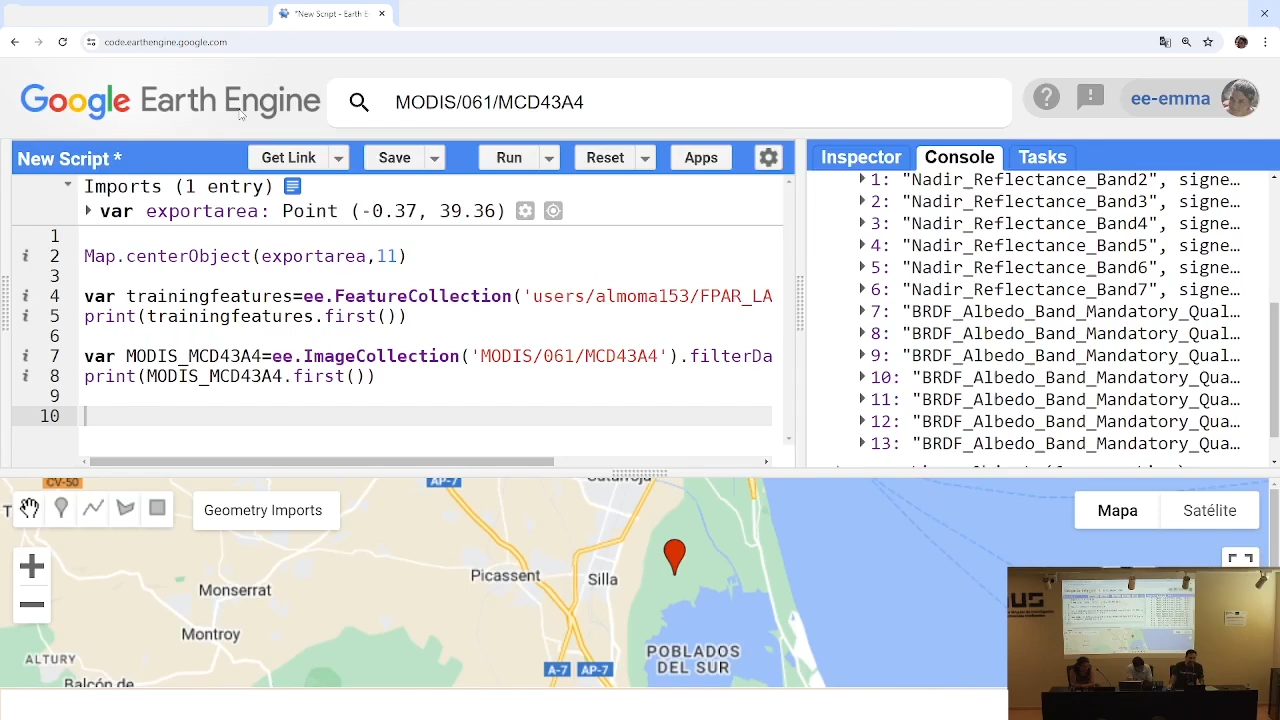 *New Script - Earth E
code.earthengine.google.com
Google Earth Engine
MODIS/061/MCD43A4
ee-emma
New Script *
Get Link
Save
Run
Reset
Apps
Inspector
Console
Tasks
Imports (1 entry)
var exportarea: Point (-0.37, 39.36)
1
2 Map.centerObject(exportarea,11)
3
4 var trainingfeatures=ee.FeatureCollection('users/almoma153/FPAR_LA
5 print(trainingfeatures.first())
6
7 var MODIS_MCD43A4=ee.ImageCollection('MODIS/061/MCD43A4').filterDa
8 print(MODIS_MCD43A4.first())
9
10
1: "Nadir_Reflectance_Band2", signe…
2: "Nadir_Reflectance_Band3", signe…
3: "Nadir_Reflectance_Band4", signe…
4: "Nadir_Reflectance_Band5", signe…
5: "Nadir_Reflectance_Band6", signe…
6: "Nadir_Reflectance_Band7", signe…
7: "BRDF_Albedo_Band_Mandatory_Qual…
8: "BRDF_Albedo_Band_Mandatory_Qual…
9: "BRDF_Albedo_Band_Mandatory_Qual…
10: "BRDF_Albedo_Band_Mandatory_Qua…
11: "BRDF_Albedo_Band_Mandatory_Qua…
12: "BRDF_Albedo_Band_Mandatory_Qua…
13: "BRDF_Albedo_Band_Mandatory_Qua…
CV-50
AP-7
Catarroja
Geometry Imports
Mapa
Satélite
Picassent
Silla
Monserrat
Montroy
POBLADOS
DEL SUR
ALTURY
A-7
AP-7
Balcón de